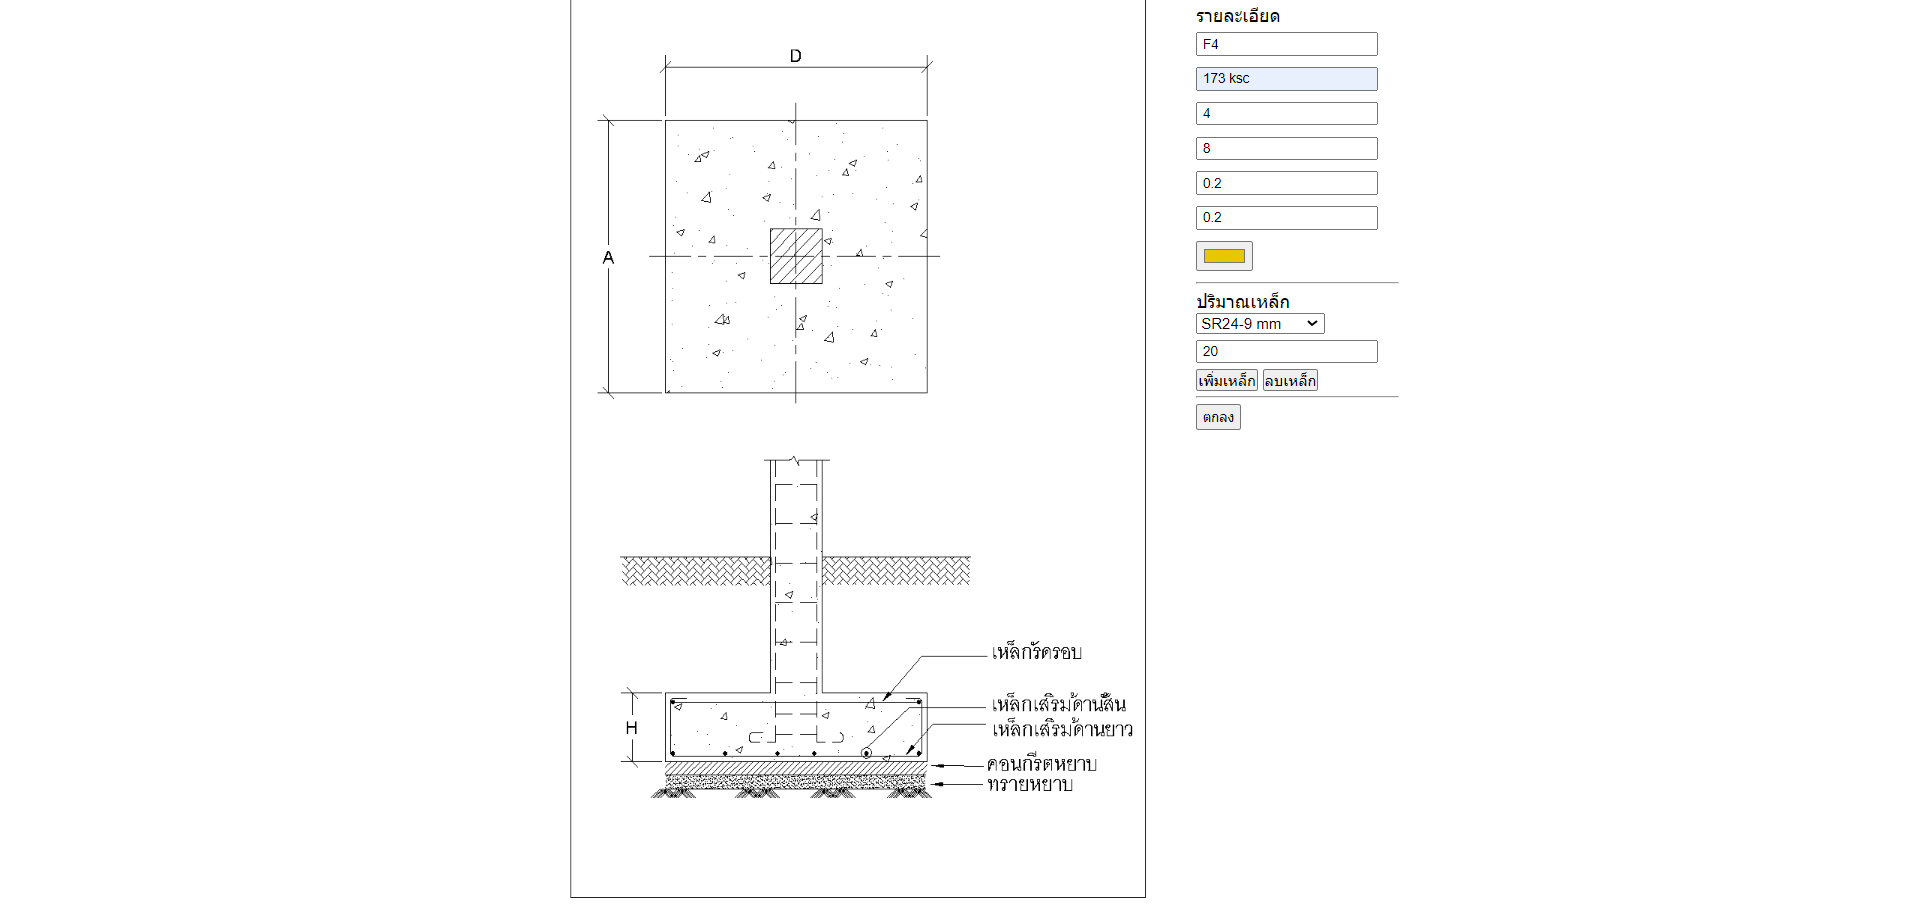 D
A
H
เหล็กรัดรอบ
เหล็กเสริมด้านสั้น
เหล็กเสริมด้านยาว
คอนกรีตหยาบ
ทรายหยาบ
รายละเอียด
F4
173 ksc
4
8
0.2
0.2
ปริมาณเหล็ก
SR24-9 mm
20
เพิ่มเหล็ก ลบเหล็ก
ตกลง